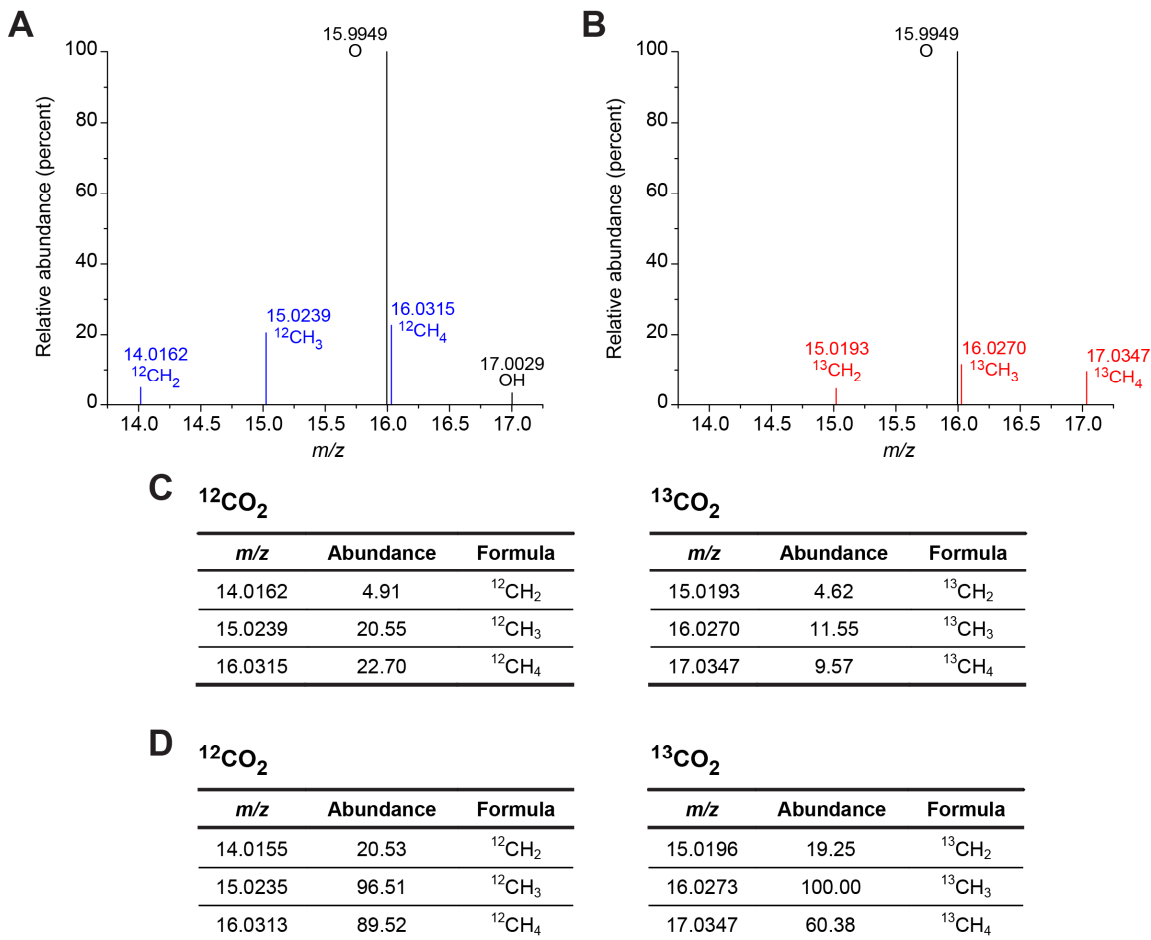 A
15.9949
O
100
80
60
40
20
0
Relative abundance (percent)
14.0162
¹²CH₂
15.0239
¹²CH₃
16.0315
¹²CH₄
17.0029
OH
14.0 14.5 15.0 15.5 16.0 16.5 17.0
m/z
B
15.9949
O
100
80
60
40
20
0
Relative abundance (percent)
15.0193
¹³CH₂
16.0270
¹³CH₃
17.0347
¹³CH₄
14.0 14.5 15.0 15.5 16.0 16.5 17.0
m/z
C
¹²CO₂
m/z Abundance Formula
14.0162 4.91 ¹²CH₂
15.0239 20.55 ¹²CH₃
16.0315 22.70 ¹²CH₄
¹³CO₂
m/z Abundance Formula
15.0193 4.62 ¹³CH₂
16.0270 11.55 ¹³CH₃
17.0347 9.57 ¹³CH₄
D
¹²CO₂
m/z Abundance Formula
14.0155 20.53 ¹²CH₂
15.0235 96.51 ¹²CH₃
16.0313 89.52 ¹²CH₄
¹³CO₂
m/z Abundance Formula
15.0196 19.25 ¹³CH₂
16.0273 100.00 ¹³CH₃
17.0347 60.38 ¹³CH₄